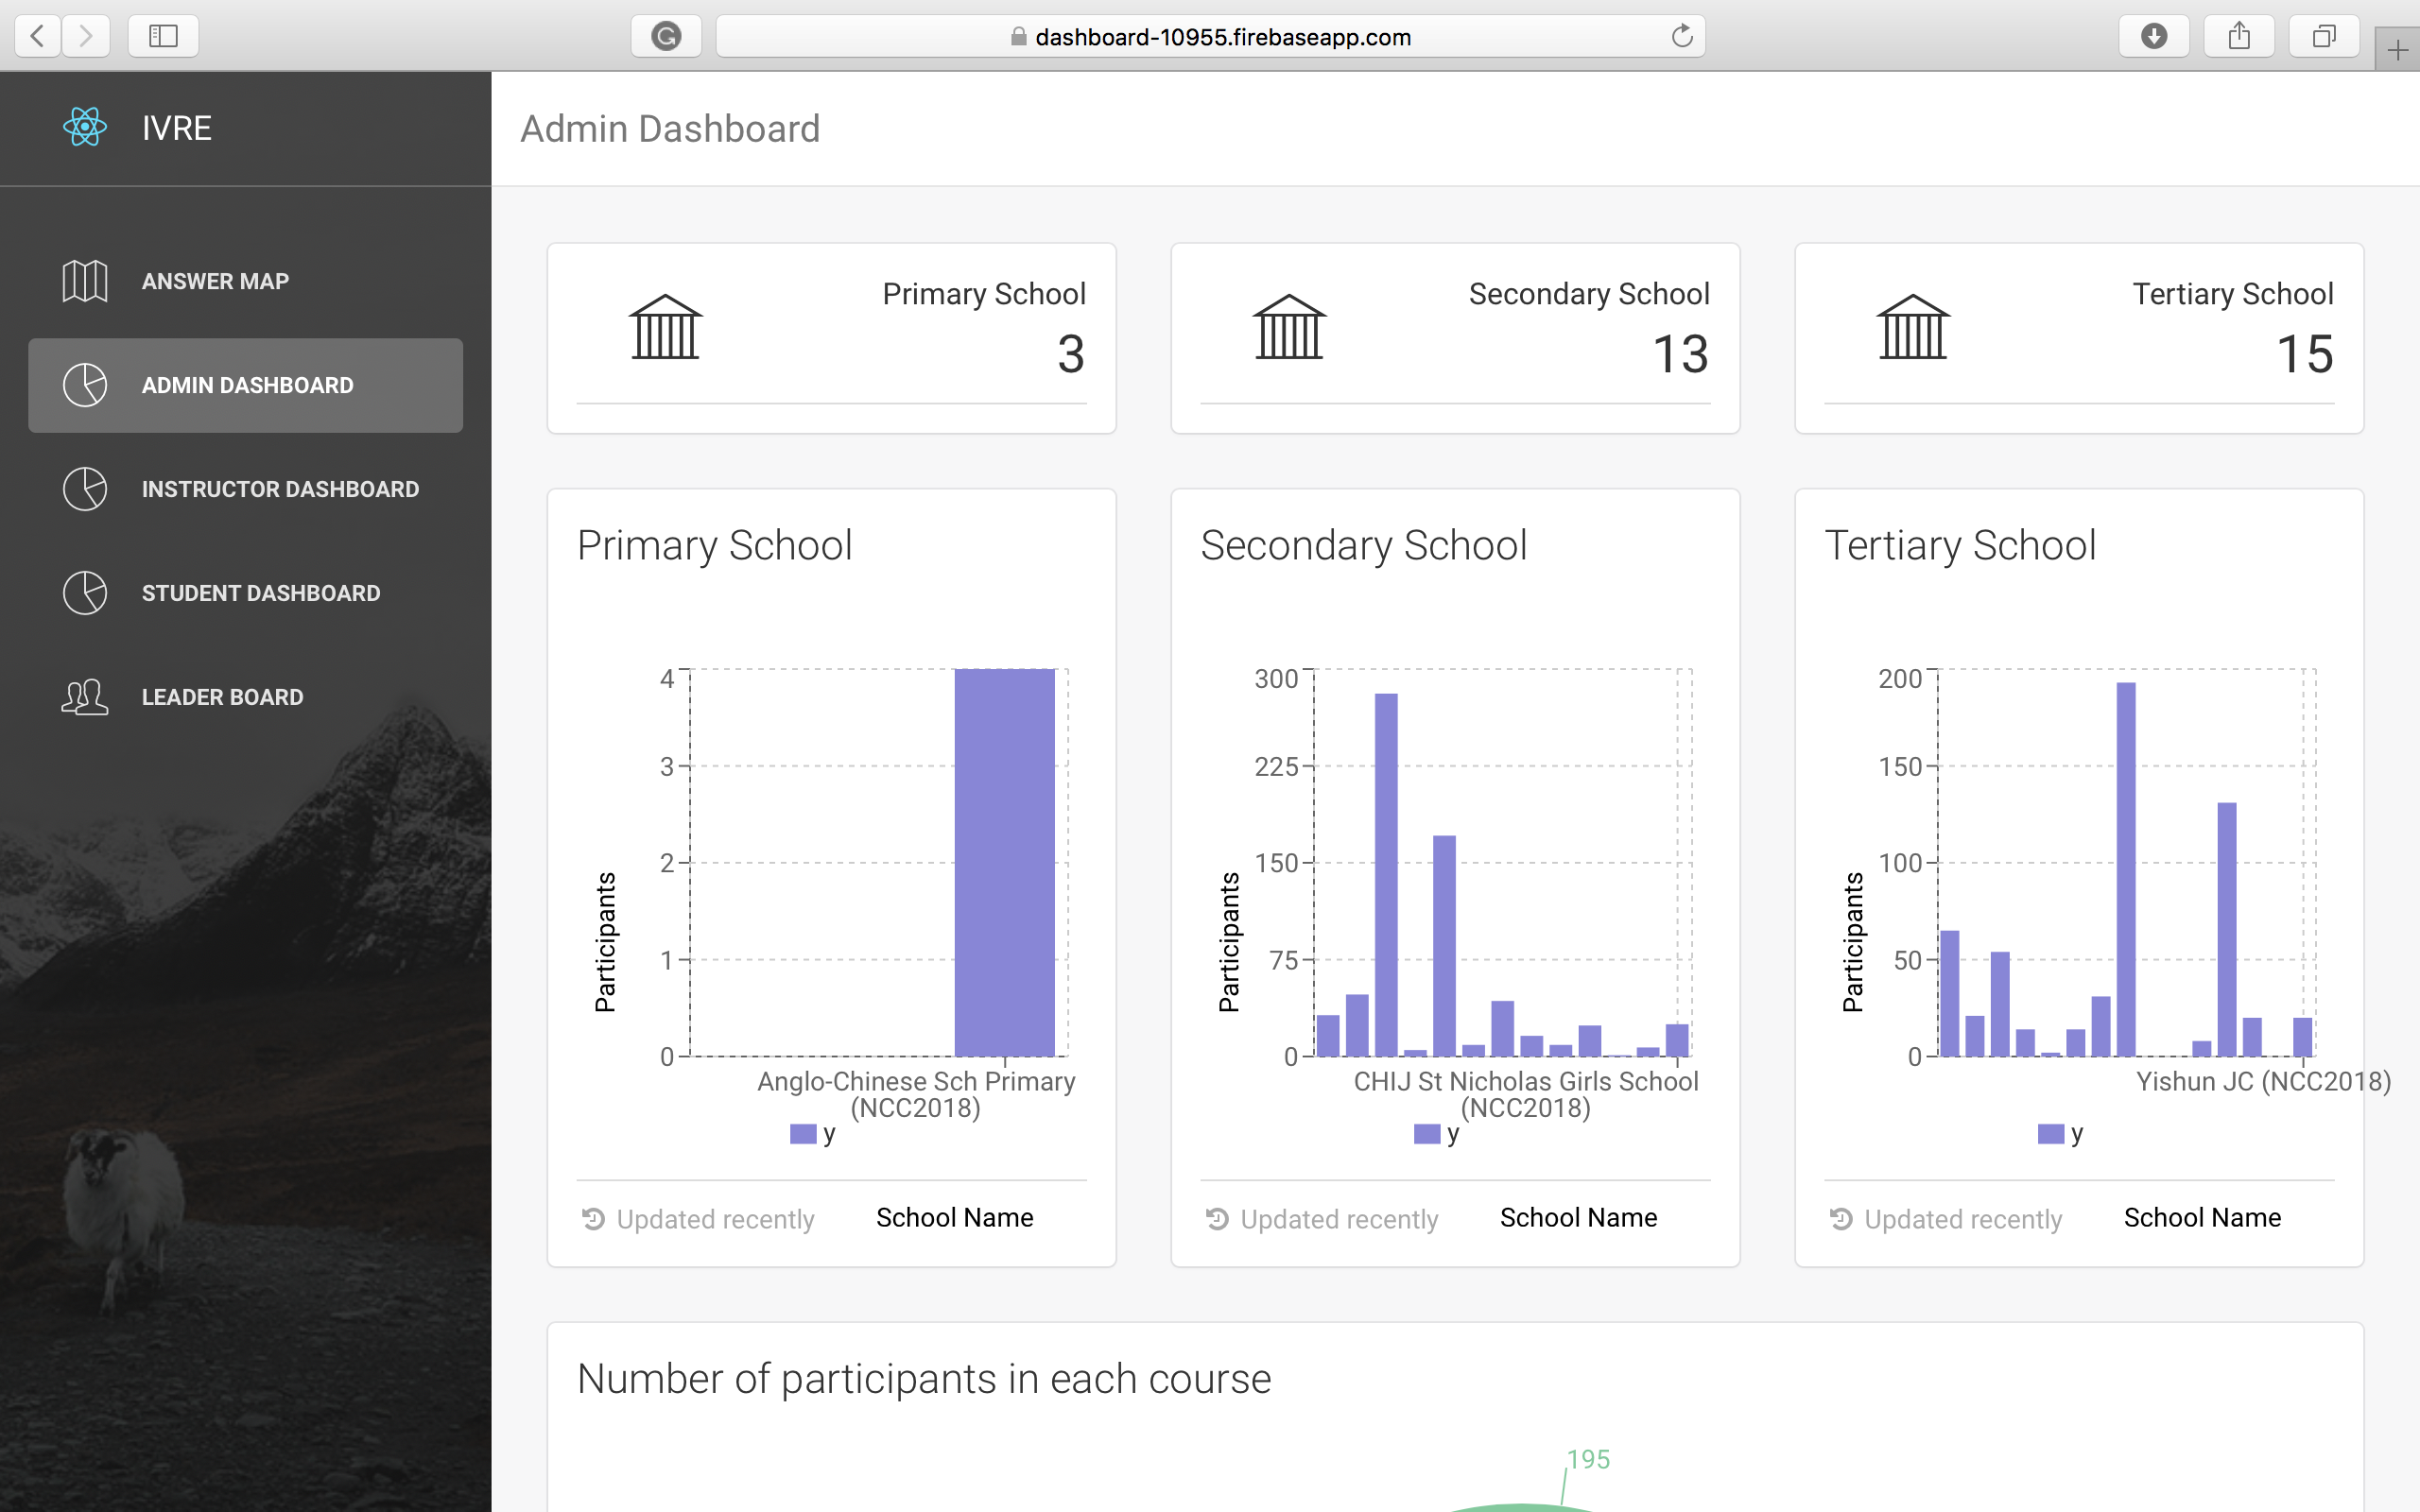 dashboard-10955.firebaseapp.com
IVRE
ANSWER MAP
ADMIN DASHBOARD
INSTRUCTOR DASHBOARD
STUDENT DASHBOARD
LEADER BOARD
Admin Dashboard
Primary School
3
Secondary School
13
Tertiary School
15
Primary School
4
3
2
1
0
Participants
Anglo-Chinese Sch Primary
(NCC2018)
y
Updated recently
School Name
Secondary School
300
225
150
75
0
Participants
CHIJ St Nicholas Girls School
(NCC2018)
y
Updated recently
School Name
Tertiary School
200
150
100
50
0
Participants
Yishun JC (NCC2018)
y
Updated recently
School Name
Number of participants in each course
195